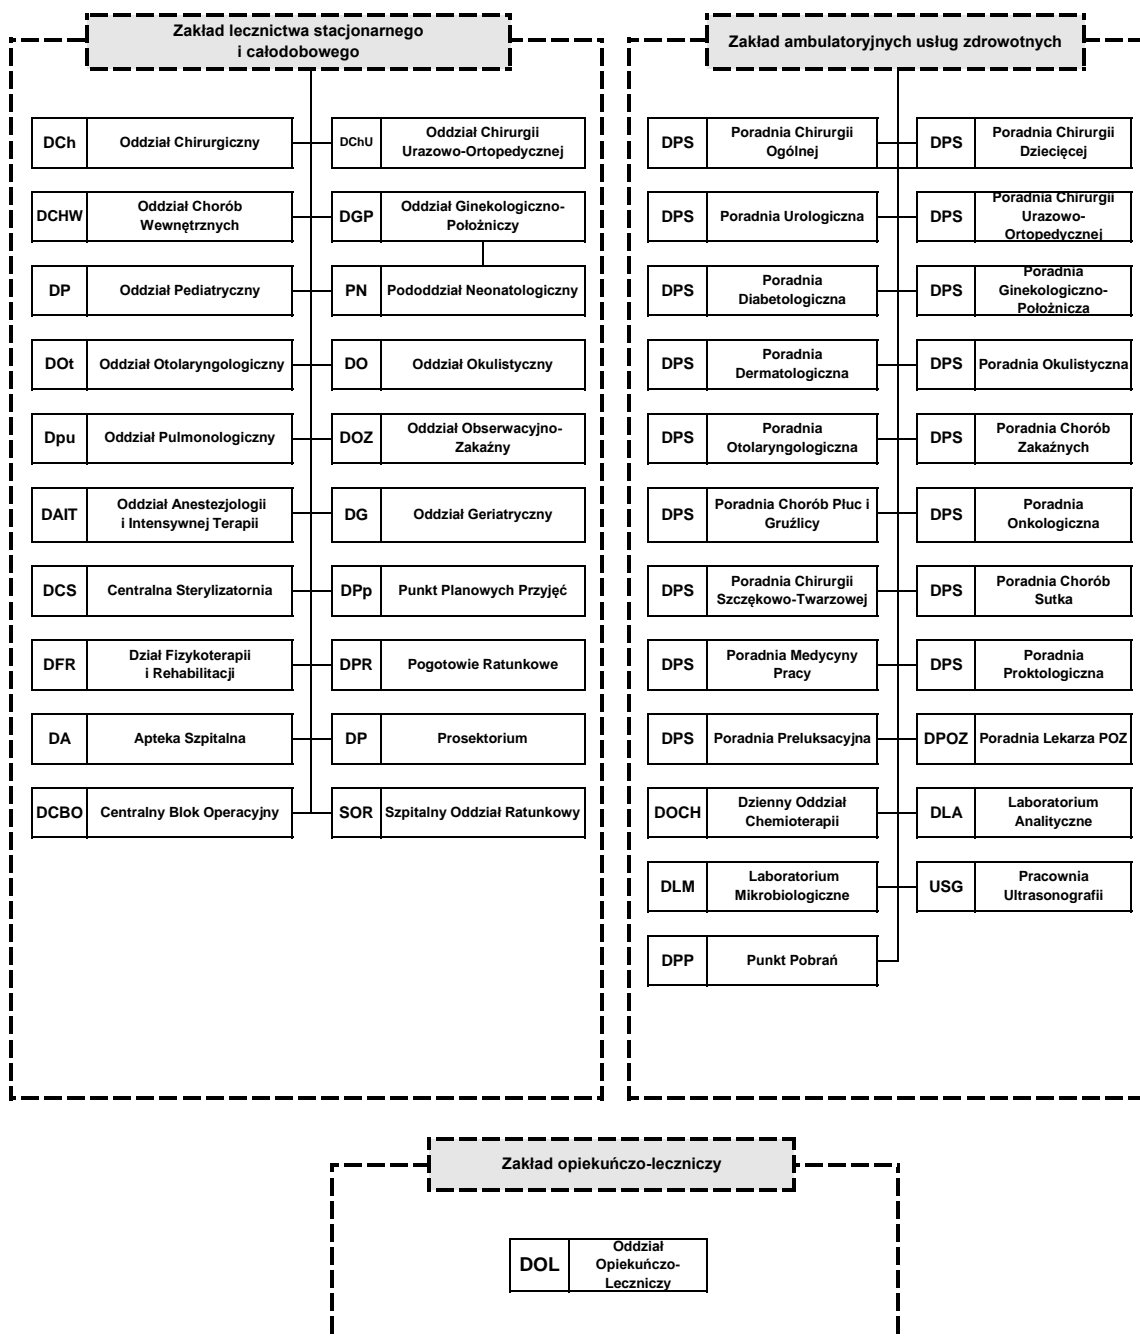 Zakład lecznictwa stacjonarnego
i całodobowego
DCh
Oddział Chirurgiczny
DChU
Oddział Chirurgii
Urazowo-Ortopedycznej
DCHW
Oddział Chorób
Wewnętrznych
DGP
Oddział Ginekologiczno-
Położniczy
DP
Oddział Pediatryczny
PN
Pododdział Neonatologiczny
DOt
Oddział Otolaryngologiczny
DO
Oddział Okulistyczny
Dpu
Oddział Pulmonologiczny
DOZ
Oddział Obserwacyjno-
Zakaźny
DAIT
Oddział Anestezjologii
i Intensywnej Terapii
DG
Oddział Geriatryczny
DCS
Centralna Sterylizatornia
DPp
Punkt Planowych Przyjęć
DFR
Dział Fizykoterapii
i Rehabilitacji
DPR
Pogotowie Ratunkowe
DA
Apteka Szpitalna
DP
Prosektorium
DCBO
Centralny Blok Operacyjny
SOR
Szpitalny Oddział Ratunkowy
Zakład ambulatoryjnych usług zdrowotnych
DPS
Poradnia Chirurgii
Ogólnej
DPS
Poradnia Chirurgii
Dziecięcej
DPS
Poradnia Urologiczna
DPS
Poradnia Chirurgii
Urazowo-
Ortopedycznej
DPS
Poradnia
Diabetologiczna
DPS
Poradnia
Ginekologiczno-
Położnicza
DPS
Poradnia
Dermatologiczna
DPS
Poradnia Okulistyczna
DPS
Poradnia
Otolaryngologiczna
DPS
Poradnia Chorób
Zakaźnych
DPS
Poradnia Chorób Płuc i
Gruźlicy
DPS
Poradnia
Onkologiczna
DPS
Poradnia Chirurgii
Szczękowo-Twarzowej
DPS
Poradnia Chorób
Sutka
DPS
Poradnia Medycyny
Pracy
DPS
Poradnia
Proktologiczna
DPS
Poradnia Preluksacyjna
DPOZ
Poradnia Lekarza POZ
DOCH
Dzienny Oddział
Chemioterapii
DLA
Laboratorium
Analityczne
DLM
Laboratorium
Mikrobiologiczne
USG
Pracownia
Ultrasonografii
DPP
Punkt Pobrań
Zakład opiekuńczo-leczniczy
DOL
Oddział
Opiekuńczo-
Leczniczy